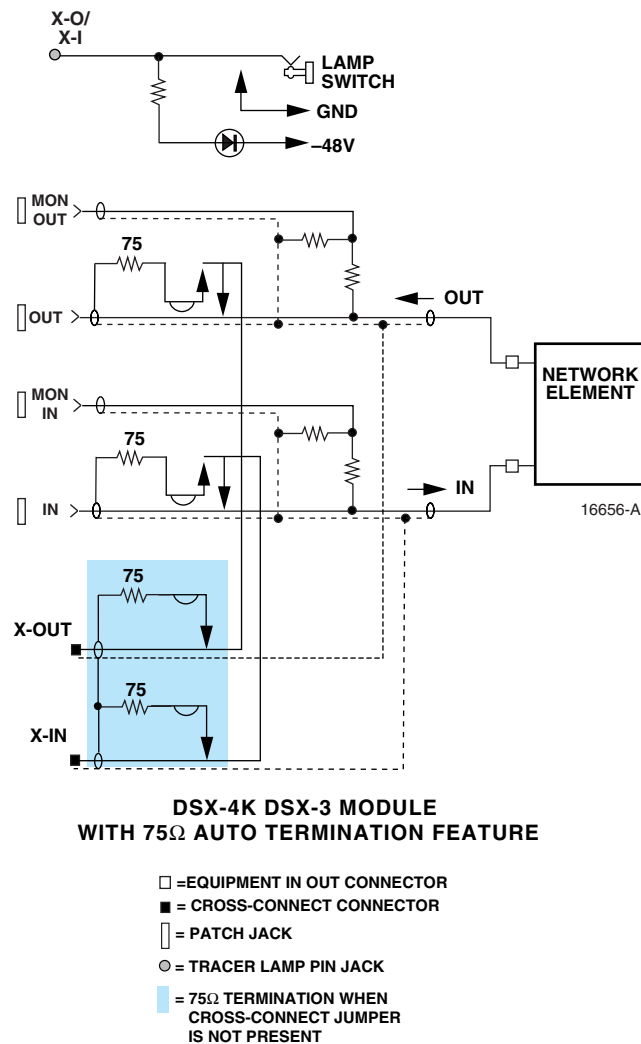 X-O/
X-I
LAMP
SWITCH
GND
–48V
MON
OUT
75
OUT
OUT
NETWORK
ELEMENT
MON
IN
75
IN
IN
16656-A
75
X-OUT
75
X-IN
DSX-4K DSX-3 MODULE
WITH 75Ω AUTO TERMINATION FEATURE
=EQUIPMENT IN OUT CONNECTOR
= CROSS-CONNECT CONNECTOR
= PATCH JACK
= TRACER LAMP PIN JACK
= 75Ω TERMINATION WHEN
CROSS-CONNECT JUMPER
IS NOT PRESENT